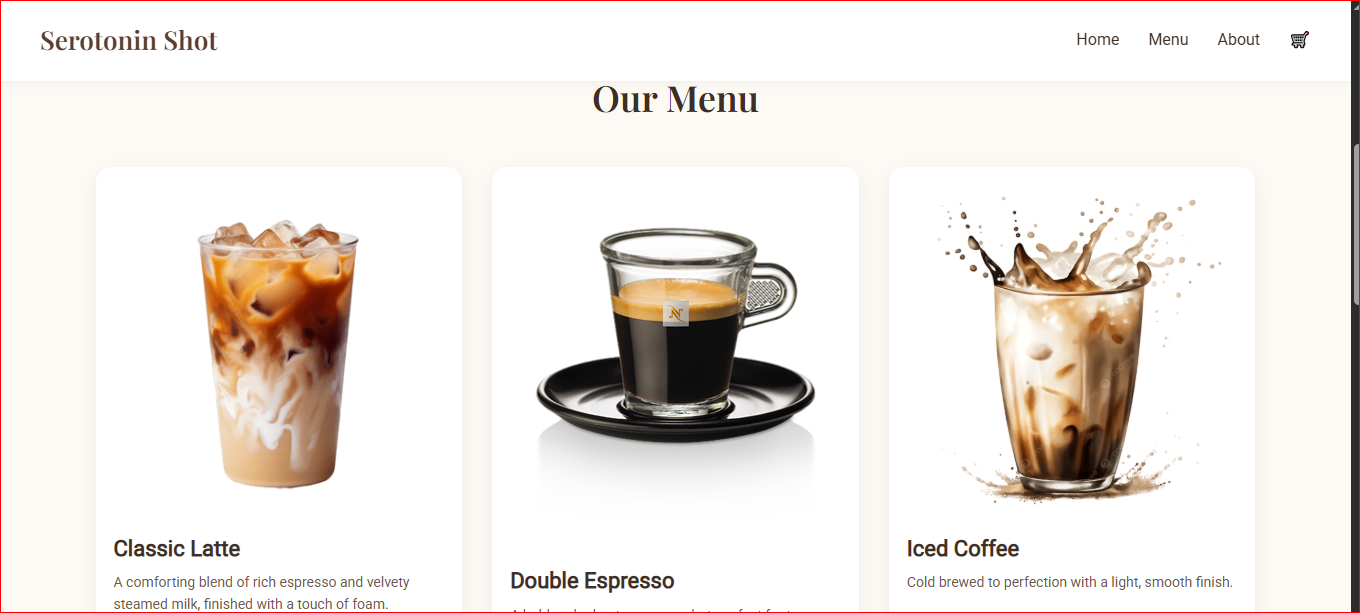 Serotonin Shot
Home Menu About
Our Menu
Classic Latte
A comforting blend of rich espresso and velvety
steamed milk, finished with a touch of foam.
Double Espresso
Iced Coffee
Cold brewed to perfection with a light, smooth finish.